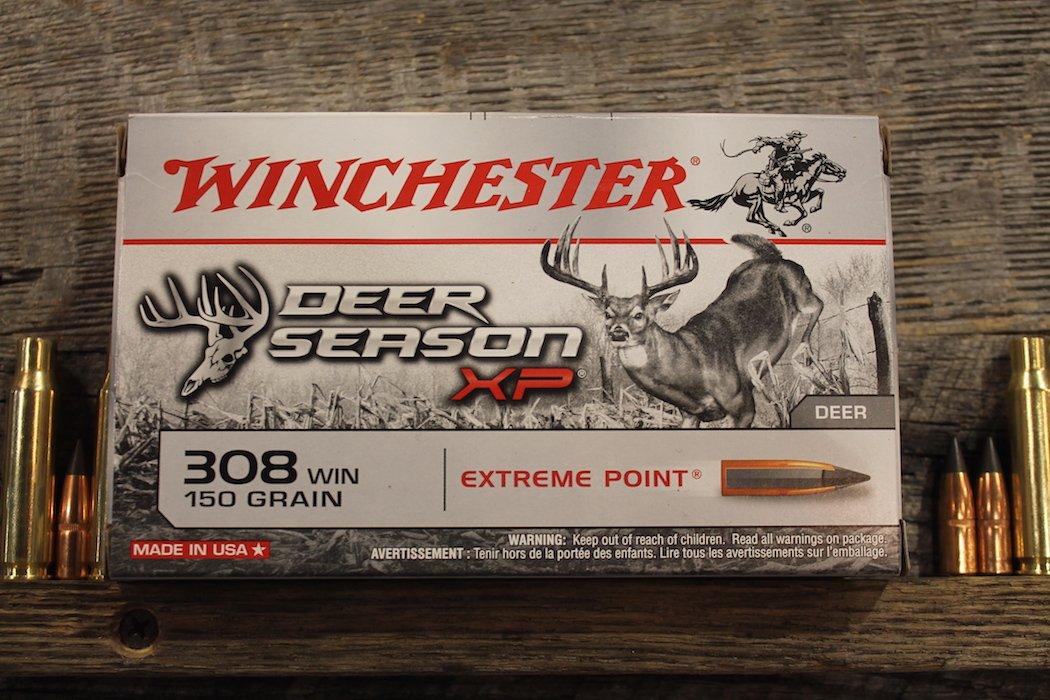 WINCHESTER®
®
DEER
SEASON
XP®
DEER
308 WIN
150 GRAIN
EXTREME POINT®
MADE IN USA★
WARNING: Keep out of reach of children. Read all warnings on package.
AVERTISSEMENT : Tenir hors de la portée des enfants. Lire tous les avertissements sur l'emballage.